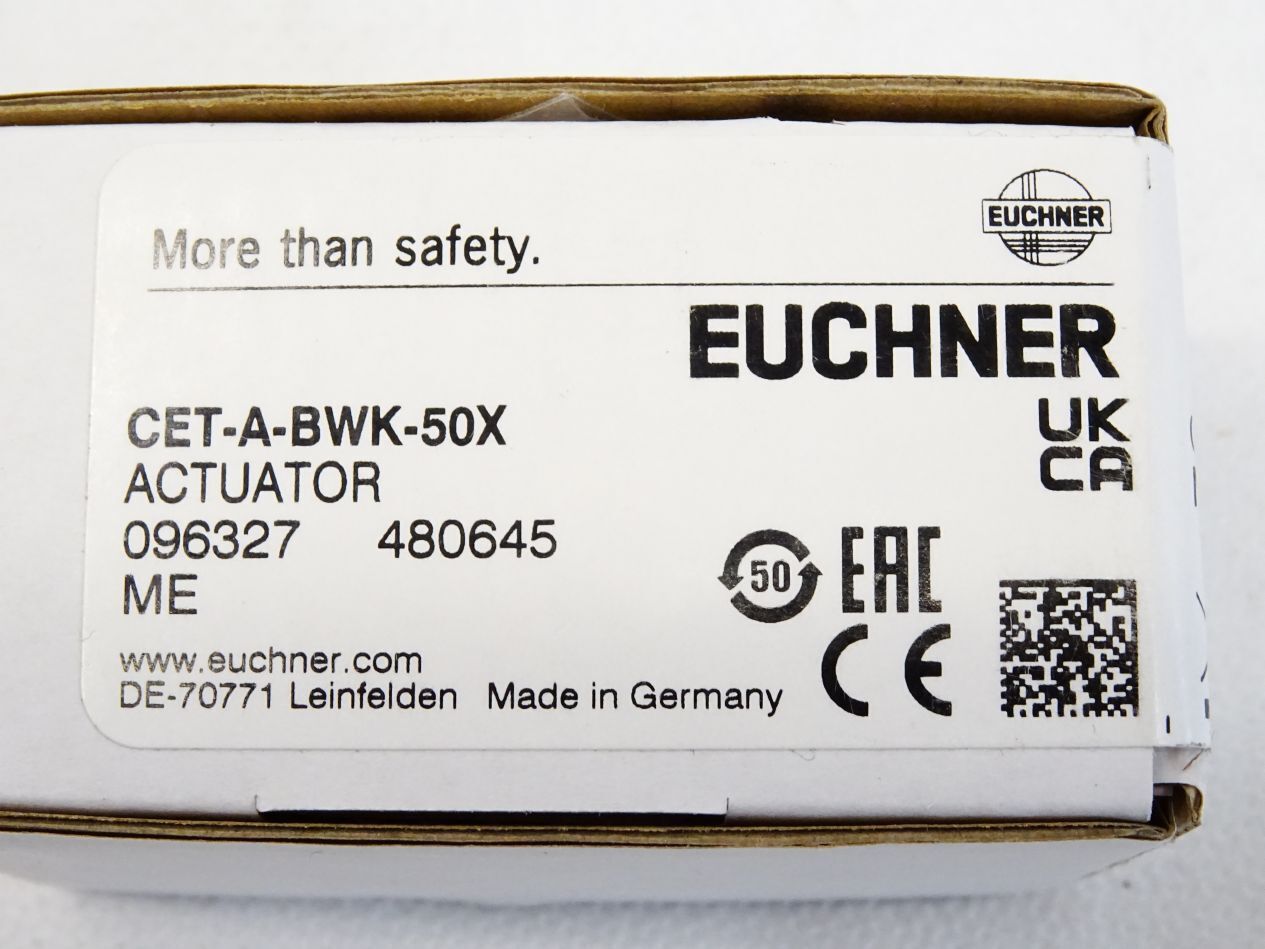 EUCHNER
More than safety.
EUCHNER
CET-A-BWK-50X
UK
CA
ACTUATOR
096327 480645
50 EAC
ME
CE
www.euchner.com
DE-70771 Leinfelden Made in Germany